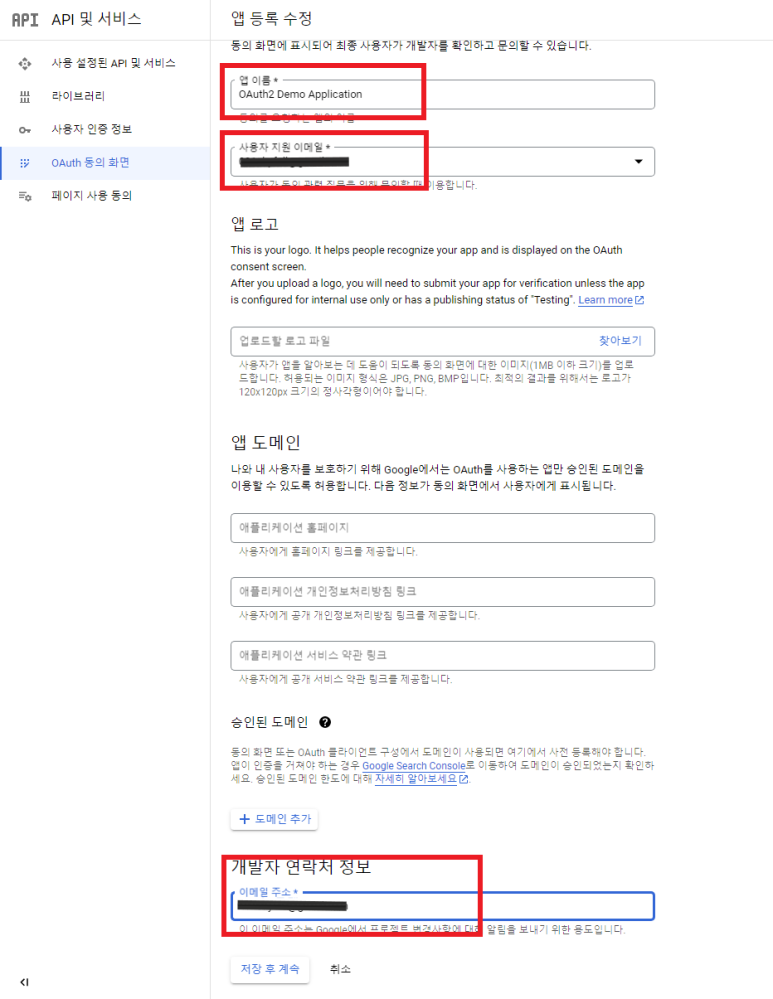 API API 및 서비스
사용 설정된 API 및 서비스
라이브러리
사용자 인증 정보
OAuth 동의 화면
페이지 사용 동의
앱 등록 수정
동의 화면에 표시되어 최종 사용자가 개발자를 확인하고 문의할 수 있습니다.
앱 이름 *
OAuth2 Demo Application
동의를 요청하는 앱의 이름
사용자 지원 이메일 *
사용자가 동의 관련 질문을 위해 문의할 때 이용합니다.
앱 로고
This is your logo. It helps people recognize your app and is displayed on the OAuth
consent screen.
After you upload a logo, you will need to submit your app for verification unless the app
is configured for internal use only or has a publishing status of "Testing". Learn more
업로드할 로고 파일 찾아보기
사용자가 앱을 알아보는 데 도움이 되도록 동의 화면에 대한 이미지(1MB 이하 크기)를 업로
드합니다. 허용되는 이미지 형식은 JPG, PNG, BMP입니다. 최적의 결과를 위해서는 로고가
120x120px 크기의 정사각형이어야 합니다.
앱 도메인
나와 내 사용자를 보호하기 위해 Google에서는 OAuth를 사용하는 앱만 승인된 도메인을
이용할 수 있도록 허용합니다. 다음 정보가 동의 화면에서 사용자에게 표시됩니다.
애플리케이션 홈페이지
사용자에게 홈페이지 링크를 제공합니다.
애플리케이션 개인정보처리방침 링크
사용자에게 공개 개인정보처리방침 링크를 제공합니다.
애플리케이션 서비스 약관 링크
사용자에게 공개 서비스 약관 링크를 제공합니다.
승인된 도메인
동의 화면 또는 OAuth 클라이언트 구성에서 도메인이 사용되면 여기에서 사전 등록해야 합니다.
앱이 인증을 거쳐야 하는 경우 Google Search Console로 이동하여 도메인이 승인되었는지 확인하
세요. 승인된 도메인 한도에 대해 자세히 알아보세요.
+ 도메인 추가
개발자 연락처 정보
이메일 주소 *
이 이메일 주소는 Google에서 프로젝트 변경사항에 대해 알림을 보내기 위한 용도입니다.
저장 후 계속 취소